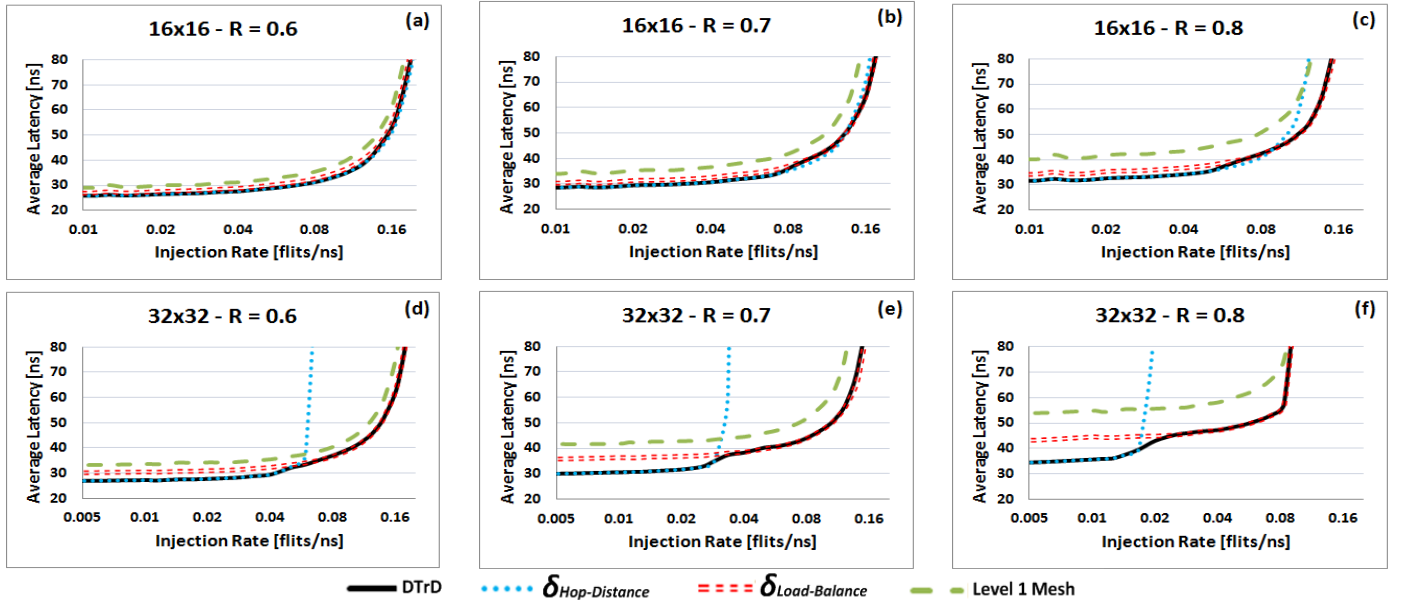 (a)
16x16 - R = 0.6
Average Latency [ns]
80
70
60
50
40
30
20
0.01 0.02 0.04 0.08 0.16
Injection Rate [flits/ns]
(b)
16x16 - R = 0.7
Average Latency [ns]
80
70
60
50
40
30
20
0.01 0.02 0.04 0.08 0.16
Injection Rate [flits/ns]
(c)
16x16 - R = 0.8
Average Latency [ns]
80
70
60
50
40
30
20
0.01 0.02 0.04 0.08 0.16
Injection Rate [flits/ns]
(d)
32x32 - R = 0.6
Average Latency [ns]
80
70
60
50
40
30
20
0.005 0.01 0.02 0.04 0.08 0.16
Injection Rate [flits/ns]
(e)
32x32 - R = 0.7
Average Latency [ns]
80
70
60
50
40
30
20
0.005 0.01 0.02 0.04 0.08 0.16
Injection Rate [flits/ns]
(f)
32x32 - R = 0.8
Average Latency [ns]
80
70
60
50
40
30
20
0.005 0.01 0.02 0.04 0.08 0.16
Injection Rate [flits/ns]
DTrD δHop-Distance δLoad-Balance Level 1 Mesh